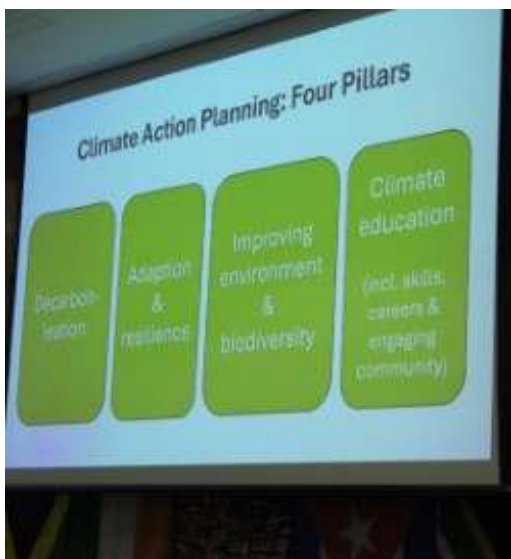 Climate Action Planning: Four Pillars
Decarbon-
isation
Adaption
&
resilience
Improving
environment
&
biodiversity
Climate
education
(incl. skills,
careers &
engaging
community)